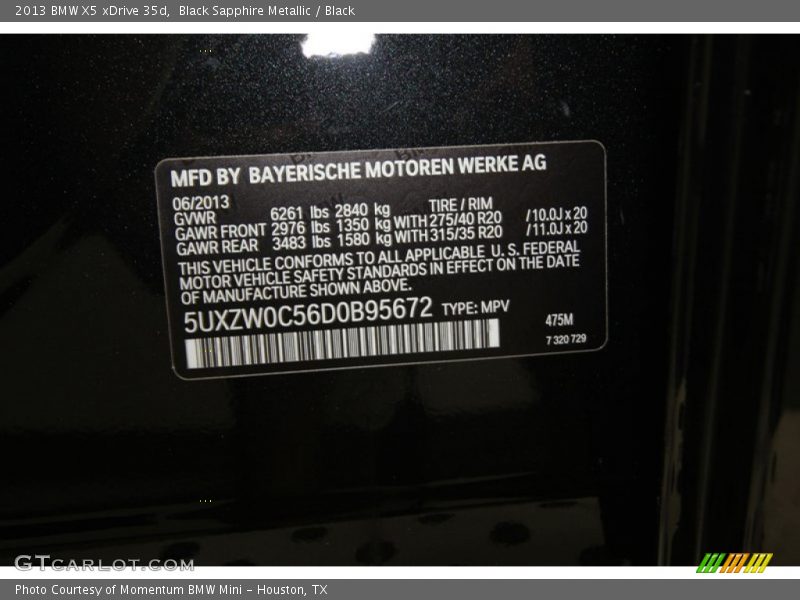 2013 BMW X5 xDrive 35d, Black Sapphire Metallic / Black
MFD BY BAYERISCHE MOTOREN WERKE AG
06/2013 TIRE / RIM
GVWR 6261 lbs 2840 kg
GAWR FRONT 2976 lbs 1350 kg WITH 275/40 R20 /10.0J x 20
GAWR REAR 3483 lbs 1580 kg WITH 315/35 R20 /11.0J x 20
THIS VEHICLE CONFORMS TO ALL APPLICABLE U.S. FEDERAL
MOTOR VEHICLE SAFETY STANDARDS IN EFFECT ON THE DATE
OF MANUFACTURE SHOWN ABOVE.
5UXZW0C56D0B95672 TYPE: MPV
475M
7 320 729
GTCARLOT.COM
Photo Courtesy of Momentum BMW Mini - Houston, TX